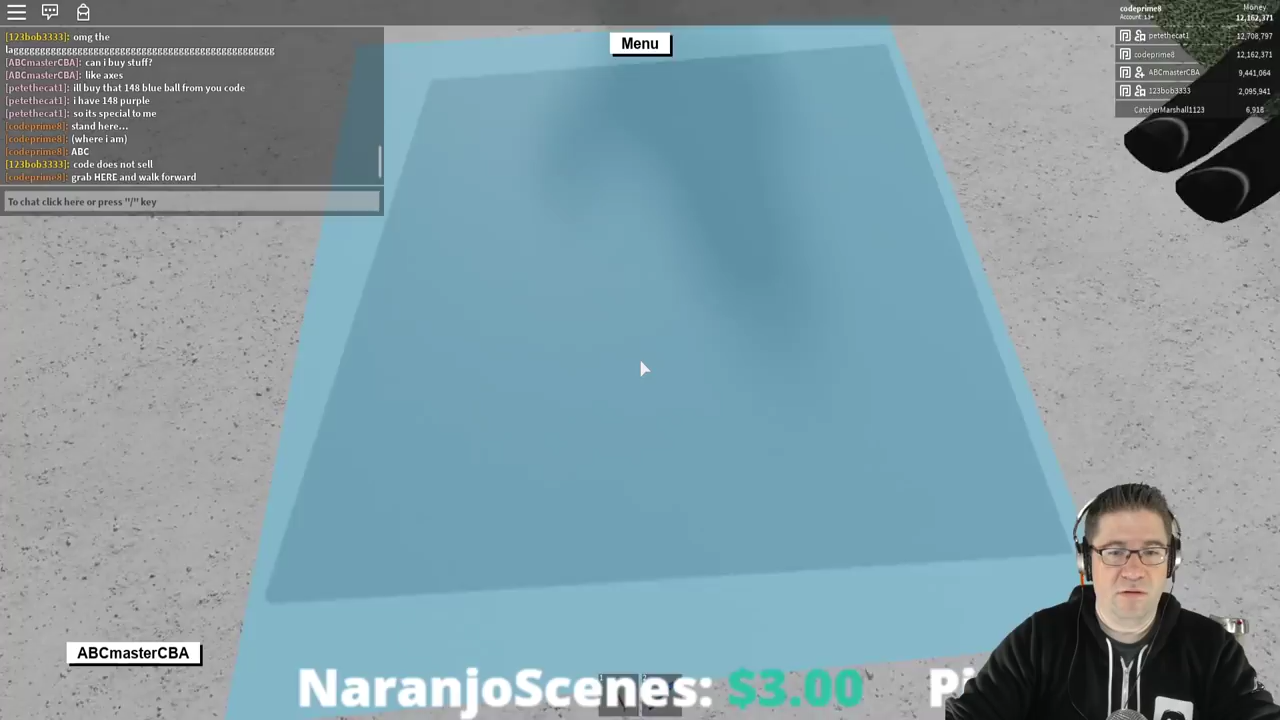 [123bob3333]: omg the
laggggggggggggggggggggggggggggggggggggggggggggggggggg
[ABCmasterCBA]: can i buy stuff?
[ABCmasterCBA]: like axes
[petethecat1]: ill buy that 148 blue ball from you code
[petethecat1]: i have 148 purple
[petethecat1]: so its special to me
[codeprime8]: stand here...
[codeprime8]: (where i am)
[codeprime8]: ABC
[123bob3333]: code does not sell
[codeprime8]: grab HERE and walk forward
To chat click here or press "/" key
Menu
codeprime8 Money
Account: 13+ 12,162,371
petethecat1 12,708,797
codeprime8 12,162,371
ABCmasterCBA 9,441,064
123bob3333 2,095,941
CatcherMarshall1123 6,918
ABCmasterCBA
NaranjoScenes: $3.00